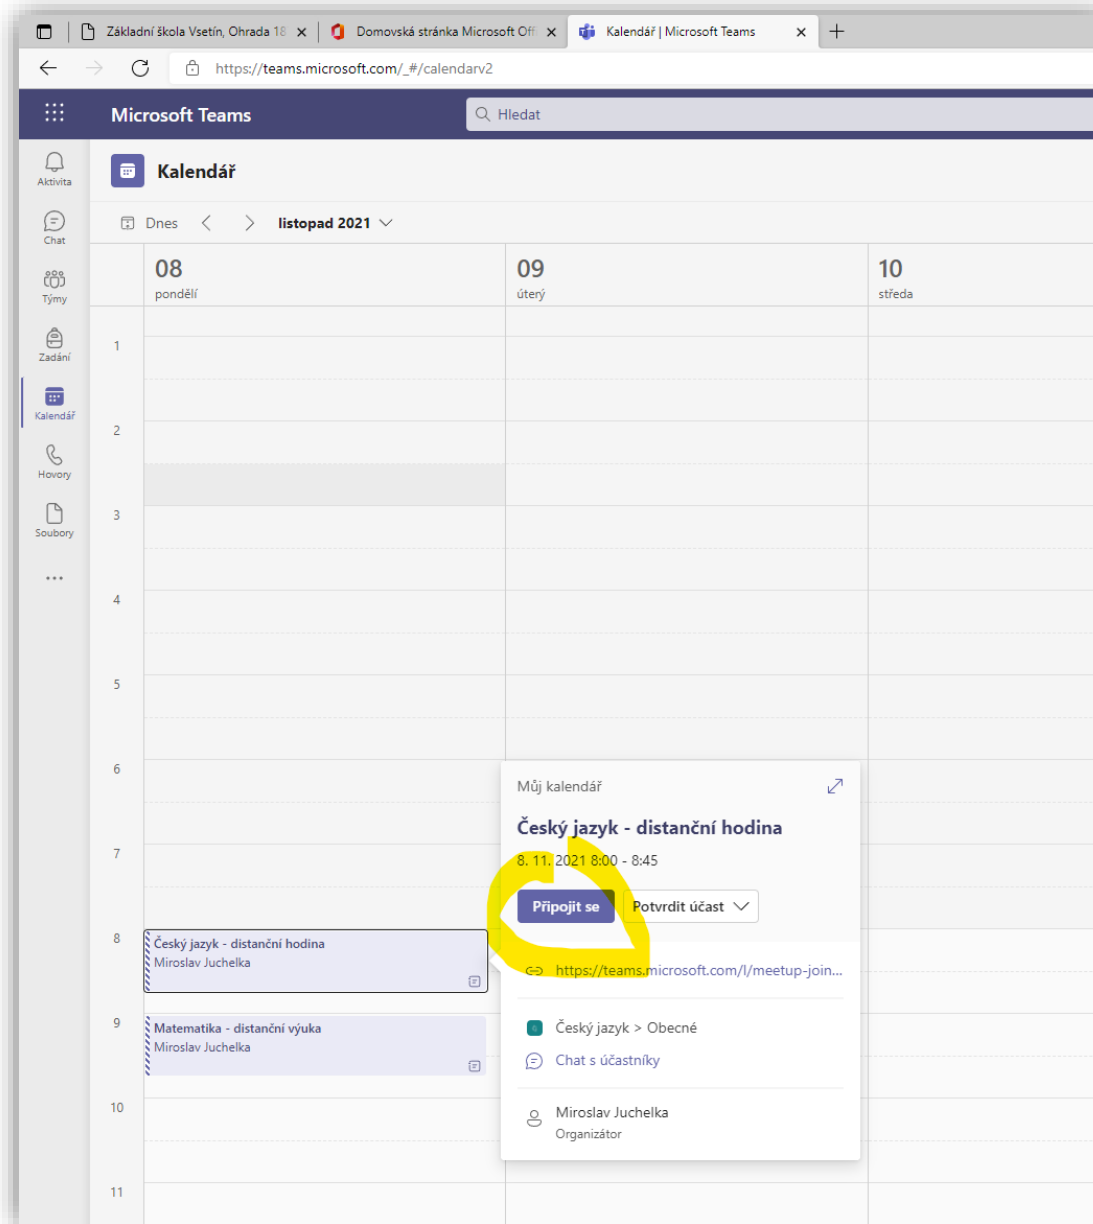 Základní škola Vsetín, Ohrada 18
Domovská stránka Microsoft Offi
Kalendář | Microsoft Teams
https://teams.microsoft.com/_#/calendarv2
Microsoft Teams
Hledat
Aktivita
Chat
Týmy
Zadání
Kalendář
Hovory
Soubory
Kalendář
Dnes
listopad 2021
08
pondělí
09
úterý
10
středa
1
2
3
4
5
6
7
8
9
10
11
Český jazyk - distanční hodina
Miroslav Juchelka
Matematika - distanční výuka
Miroslav Juchelka
Můj kalendář
Český jazyk - distanční hodina
8. 11. 2021 8:00 - 8:45
Připojit se
Potvrdit účast
https://teams.microsoft.com/l/meetup-join...
Český jazyk > Obecné
Chat s účastníky
Miroslav Juchelka
Organizátor